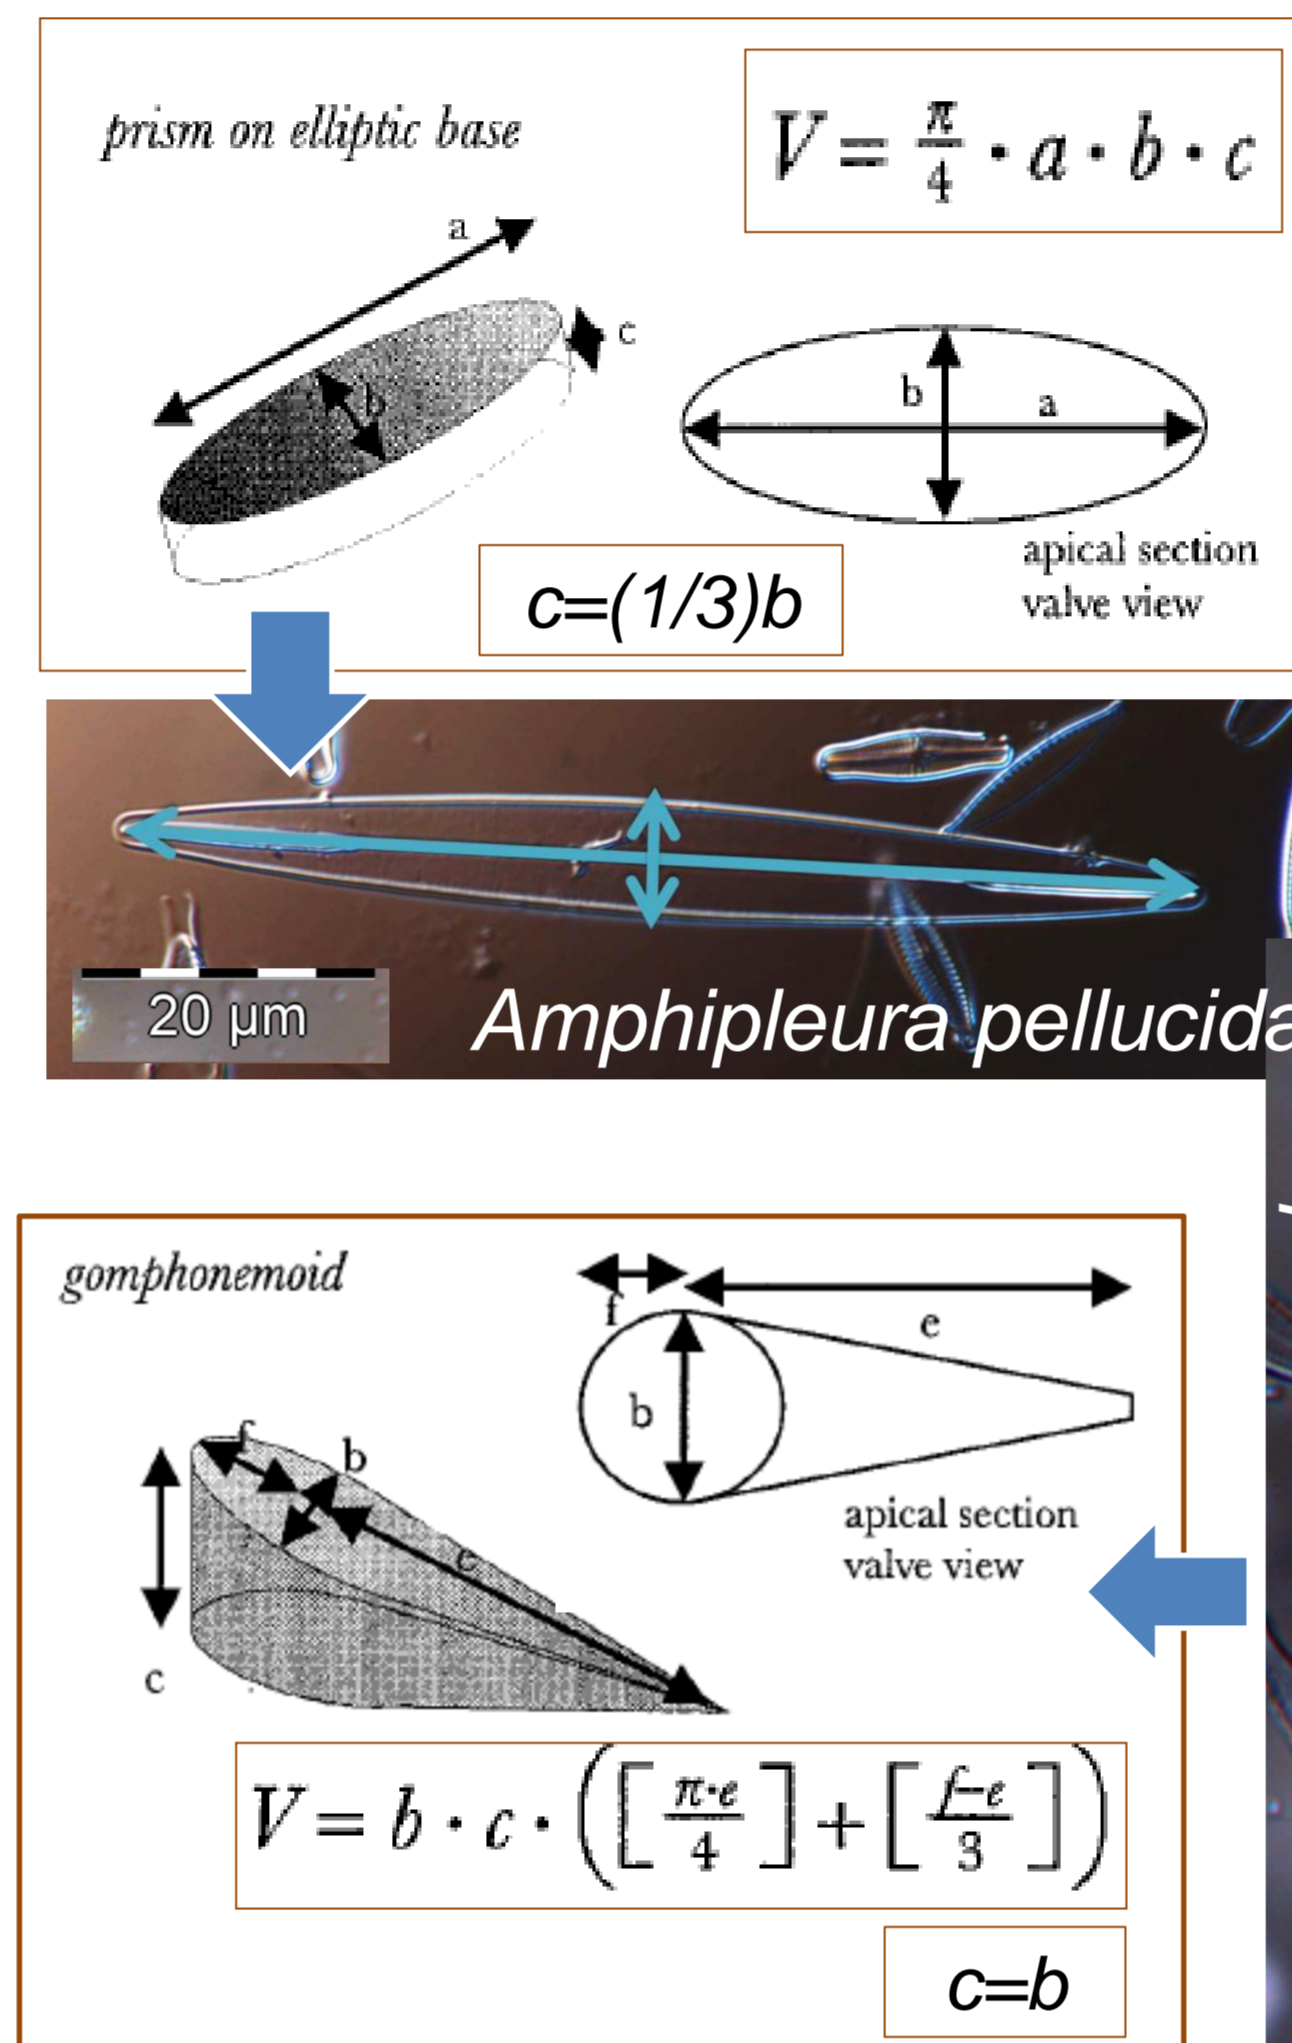 prism on elliptic base
V = π/4 · a · b · c
a
c
b
b
a
apical section
valve view
c=(1/3)b
20 µm
Amphipleura pellucida
gomphonemoid
f
e
b
f
b
e
apical section
valve view
c
V = b · c · ([π·e/4] + [f–e/3])
c=b